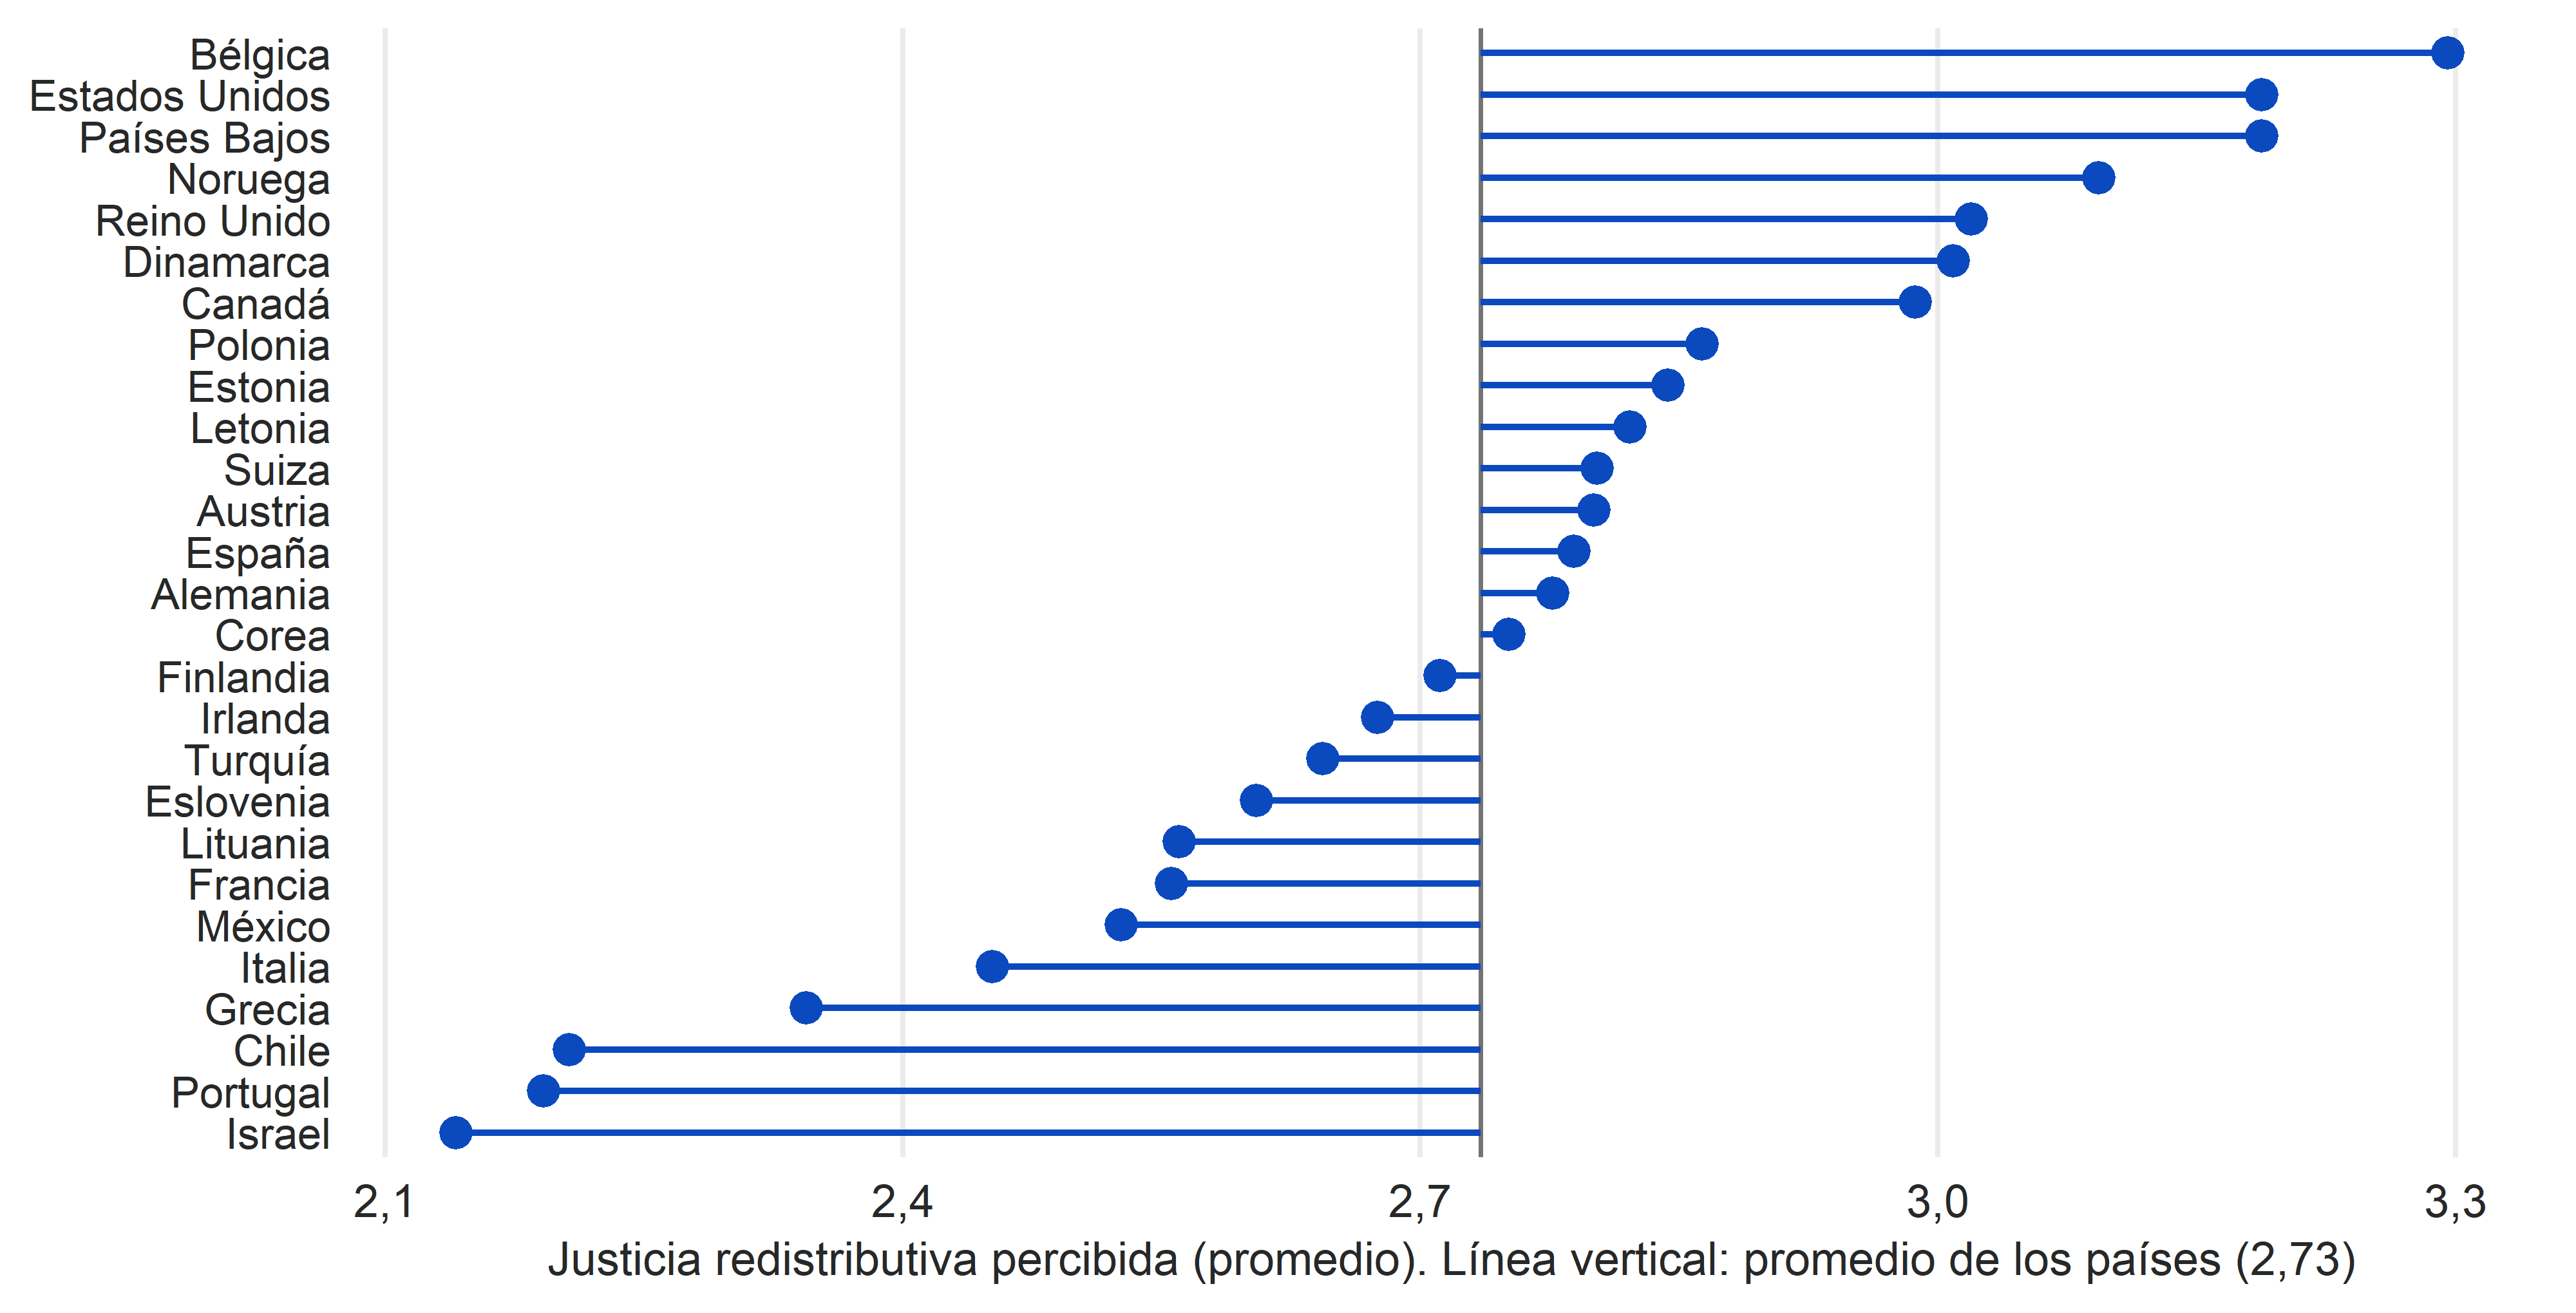 Bélgica
Estados Unidos
Países Bajos
Noruega
Reino Unido
Dinamarca
Canadá
Polonia
Estonia
Letonia
Suiza
Austria
España
Alemania
Corea
Finlandia
Irlanda
Turquía
Eslovenia
Lituania
Francia
México
Italia
Grecia
Chile
Portugal
Israel
2,1 2,4 2,7 3,0 3,3
Justicia redistributiva percibida (promedio). Línea vertical: promedio de los países (2,73)